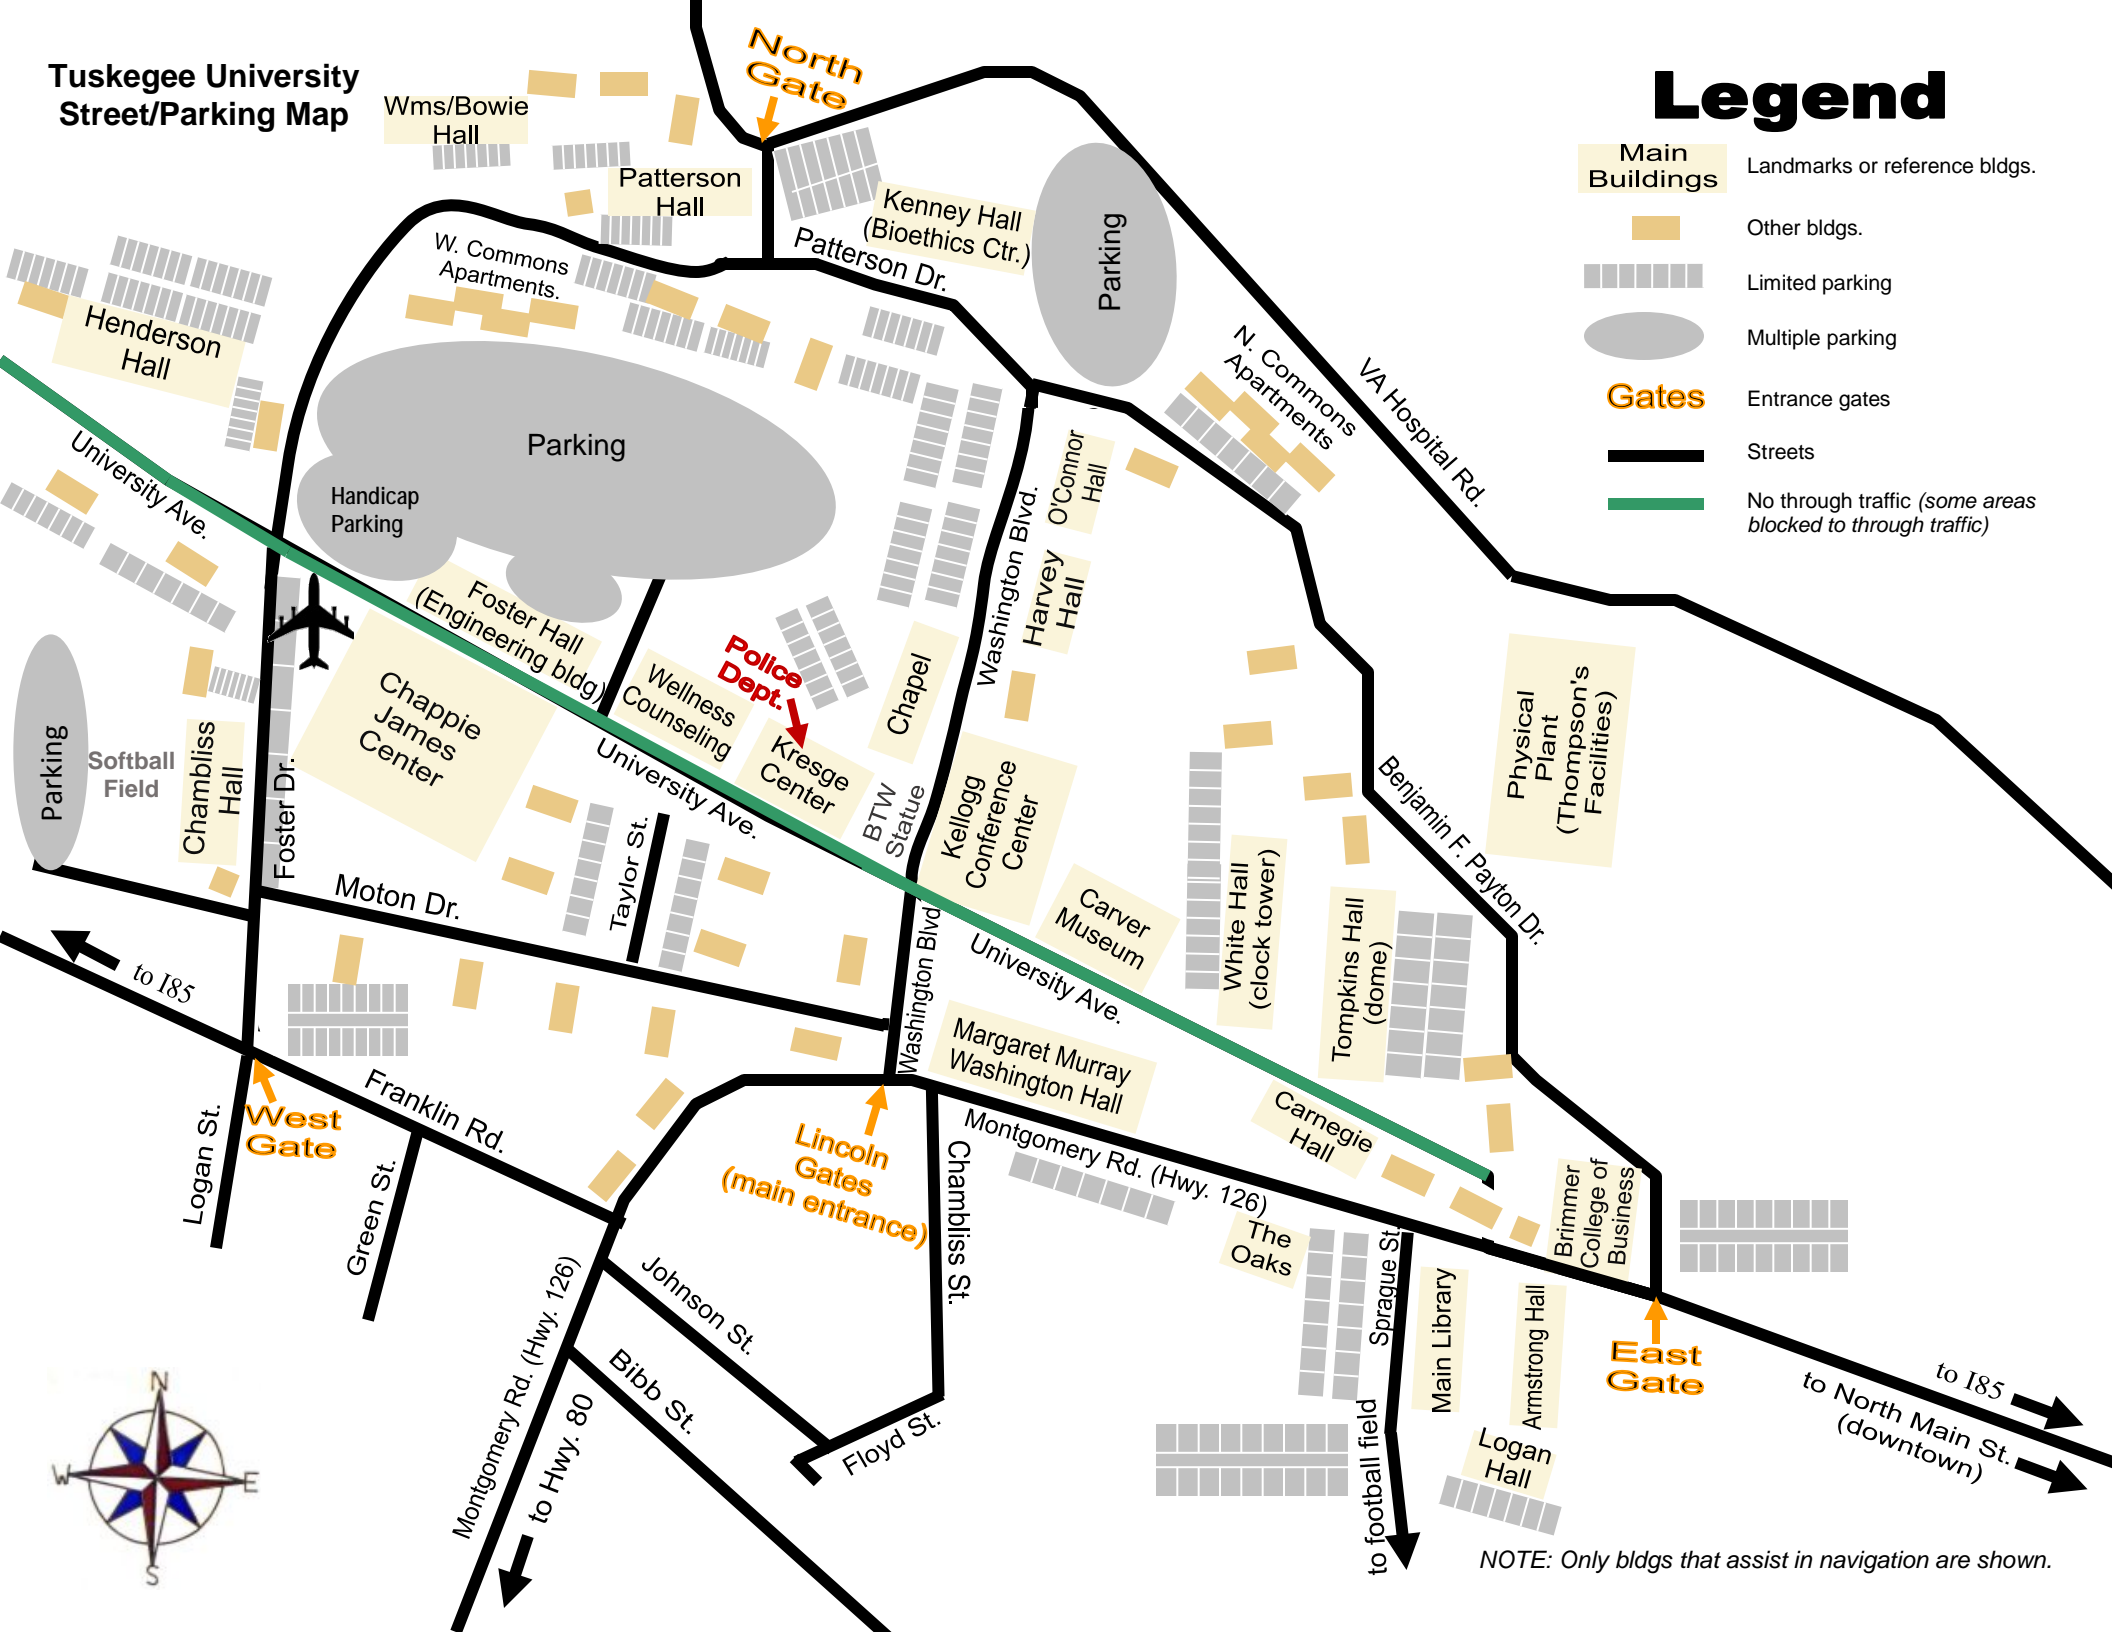 Tuskegee University
Street/Parking Map
North
Gate
Wms/Bowie
Hall
Patterson
Hall
Kenney Hall
(Bioethics Ctr.)
Parking
Patterson Dr.
W. Commons
Apartments.
Henderson
Hall
University Ave.
Parking
Handicap
Parking
N. Commons
Apartments
VA Hospital Rd.
O'Connor
Hall
Washington Blvd.
Harvey
Hall
Foster Hall
(Engineering bldg)
Police
Dept.
Wellness
Counseling
Kresge
Center
Chapel
BTW
Statue
Kellogg
Conference
Center
Chappie
James
Center
University Ave.
Parking
Softball
Field
Chambliss
Hall
Foster Dr.
Moton Dr.
Taylor St.
Washington Blvd
Carver
Museum
University Ave.
White Hall
(clock tower)
Tompkins Hall
(dome)
Benjamin F. Payton Dr.
Physical
Plant
(Thompson's
Facilities)
to I85
West
Gate
Logan St.
Green St.
Franklin Rd.
Lincoln
Gates
(main entrance)
Margaret Murray
Washington Hall
Montgomery Rd. (Hwy. 126)
Chambliss St.
Carnegie
Hall
Brimmer
College of
Business
The
Oaks
Sprague St.
Main Library
Armstrong Hall
Logan
Hall
East
Gate
to I85
to North Main St.
(downtown)
to football field
Johnson St.
Bibb St.
Floyd St.
Montgomery Rd. (Hwy. 126)
to Hwy. 80
N
W
E
S
Legend
Main
Buildings
Landmarks or reference bldgs.
Other bldgs.
Limited parking
Multiple parking
Gates
Entrance gates
Streets
No through traffic (some areas
blocked to through traffic)
NOTE: Only bldgs that assist in navigation are shown.